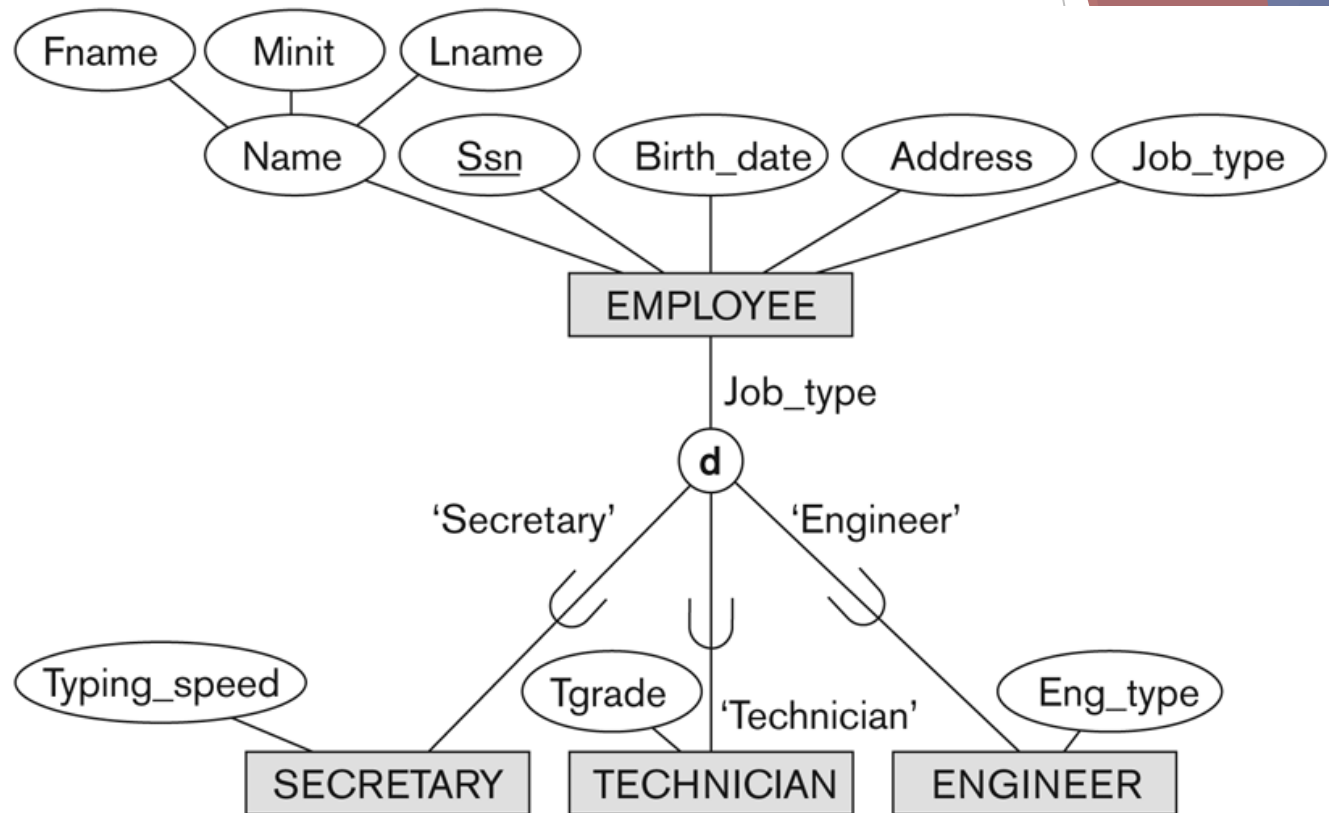 Fname Minit Lname
Name Ssn Birth_date Address Job_type
EMPLOYEE
Job_type
d
‘Secretary’ ‘Engineer’
Typing_speed Tgrade Eng_type
‘Technician’
SECRETARY TECHNICIAN ENGINEER